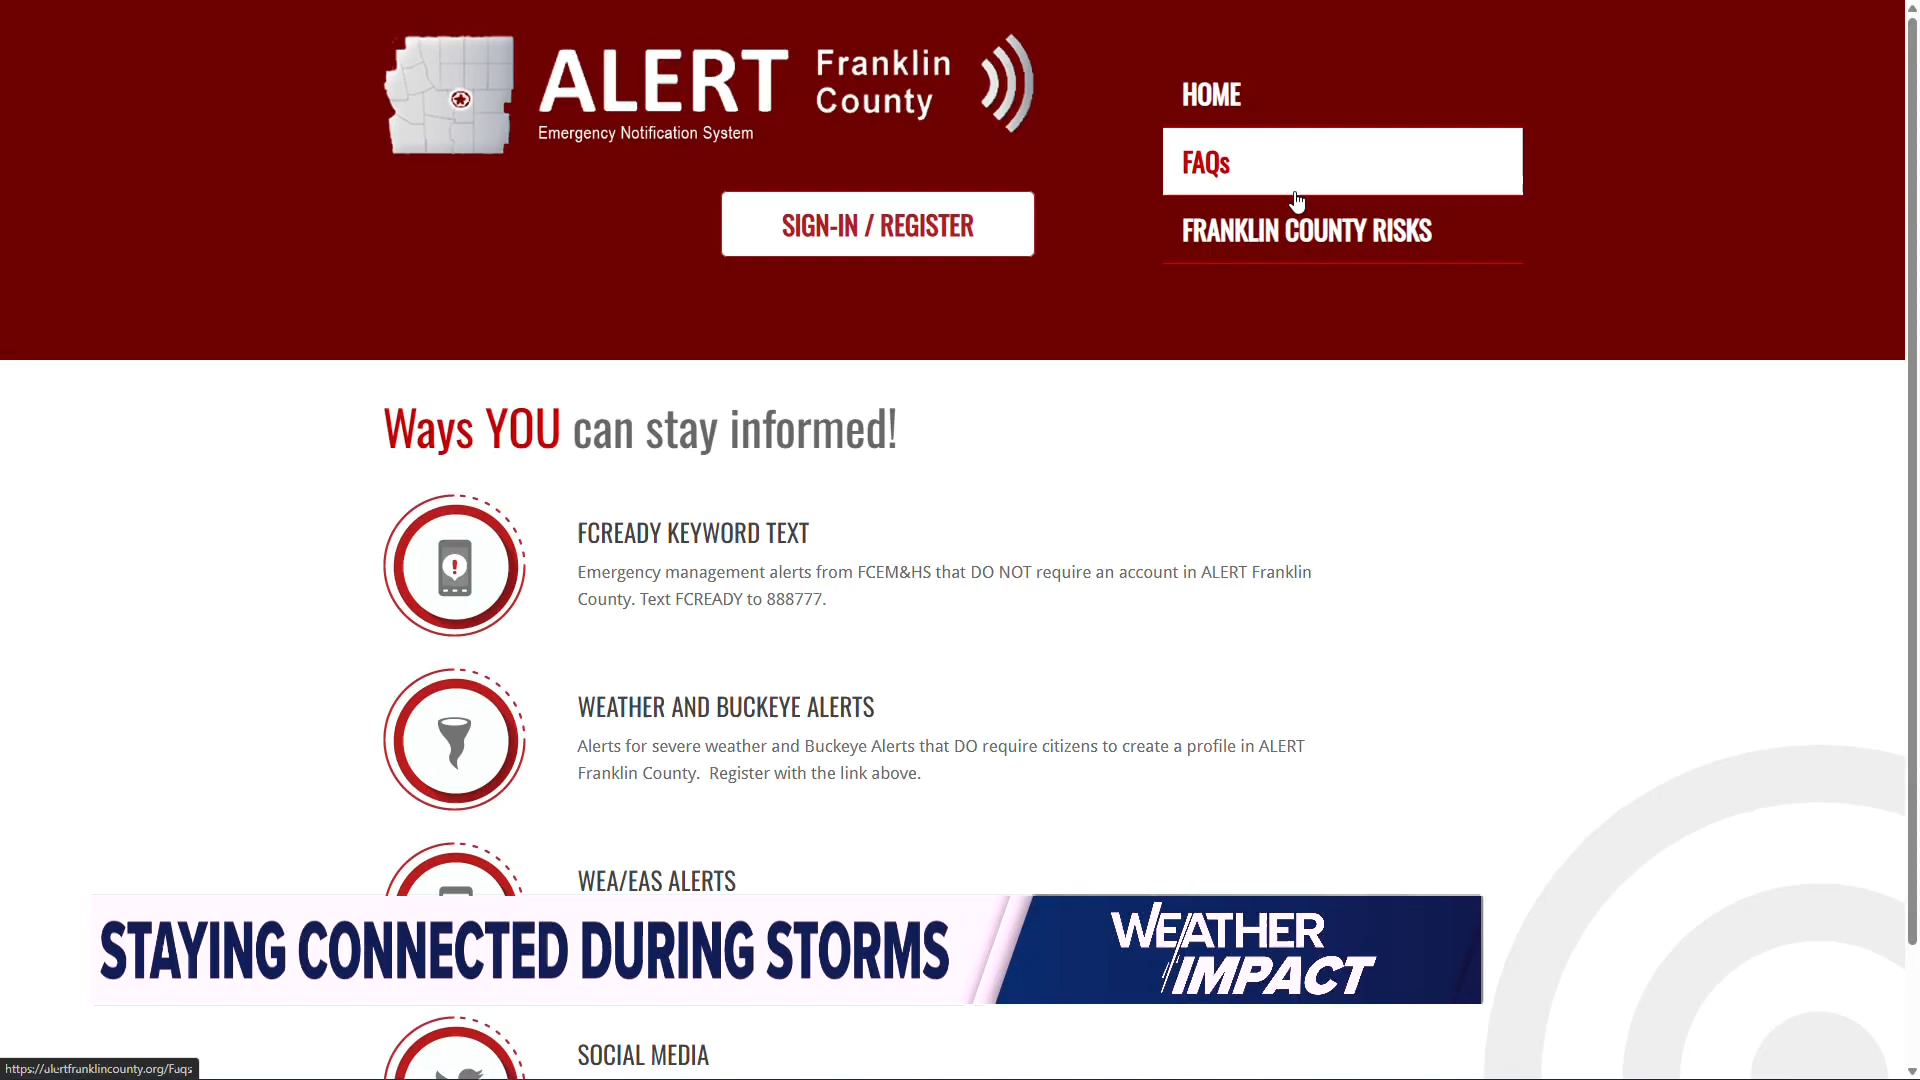 ALERT
Franklin
County
Emergency Notification System
HOME
FAQs
FRANKLIN COUNTY RISKS
SIGN-IN / REGISTER
Ways YOU can stay informed!
FCREADY KEYWORD TEXT
Emergency management alerts from FCEM&HS that DO NOT require an account in ALERT Franklin
County. Text FCREADY to 888777.
WEATHER AND BUCKEYE ALERTS
Alerts for severe weather and Buckeye Alerts that DO require citizens to create a profile in ALERT
Franklin County. Register with the link above.
WEA/EAS ALERTS
STAYING CONNECTED DURING STORMS
WEATHER
IMPACT
SOCIAL MEDIA
https://alertfranklincounty.org/Faqs